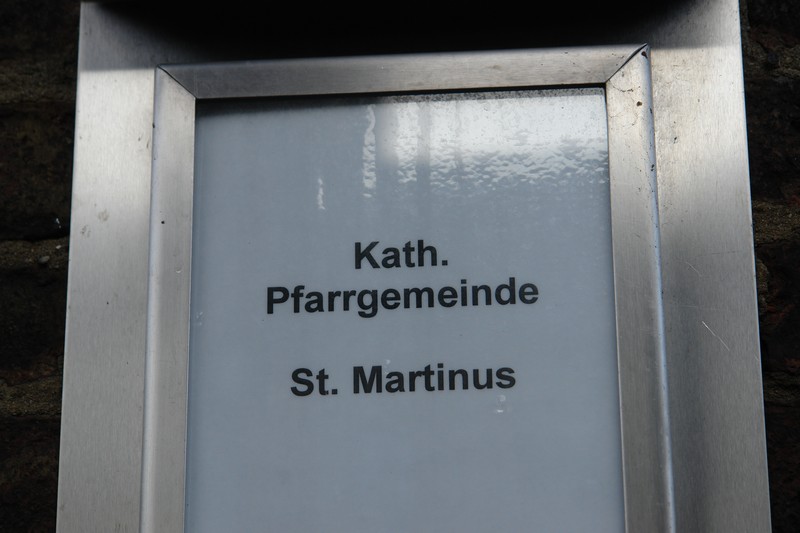 Kath.
Pfarrgemeinde
St. Martinus